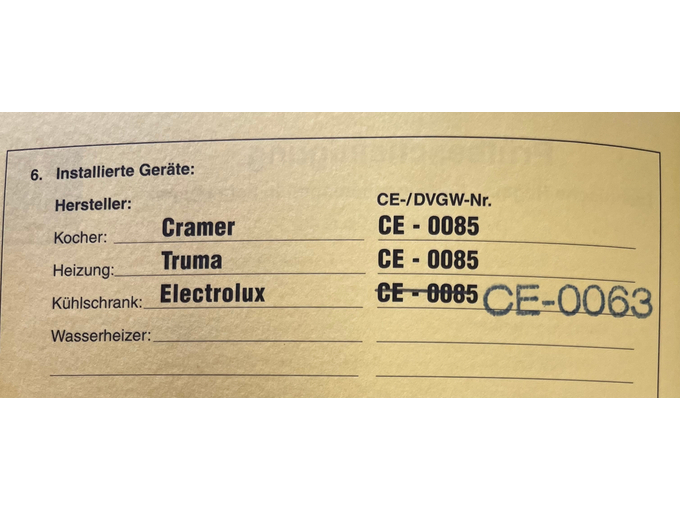 6. Installierte Geräte:
Hersteller: CE-/DVGW-Nr.
Kocher: Cramer CE - 0085
Heizung: Truma CE - 0085
Kühlschrank: Electrolux CE - 0085 CE-0063
Wasserheizer: